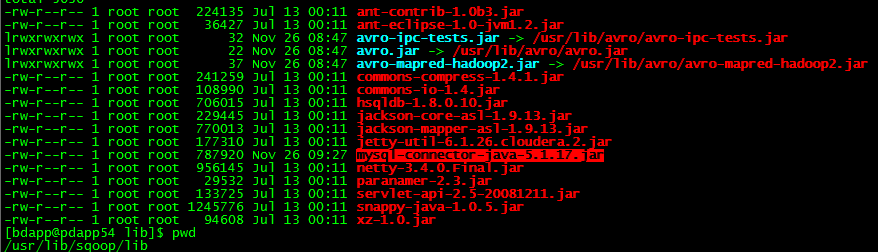 -rw-r--r-- 1 root root  224135 Jul 13 00:11 ant-contrib-1.0b3.jar
-rw-r--r-- 1 root root   36427 Jul 13 00:11 ant-eclipse-1.0-jvm1.2.jar
lrwxrwxrwx 1 root root      32 Nov 26 08:47 avro-ipc-tests.jar -> /usr/lib/avro/avro-ipc-tests.jar
lrwxrwxrwx 1 root root      22 Nov 26 08:47 avro.jar -> /usr/lib/avro/avro.jar
lrwxrwxrwx 1 root root      37 Nov 26 08:47 avro-mapred-hadoop2.jar -> /usr/lib/avro/avro-mapred-hadoop2.jar
-rw-r--r-- 1 root root  241259 Jul 13 00:11 commons-compress-1.4.1.jar
-rw-r--r-- 1 root root  108990 Jul 13 00:11 commons-io-1.4.jar
-rw-r--r-- 1 root root  706015 Jul 13 00:11 hsqldb-1.8.0.10.jar
-rw-r--r-- 1 root root  229445 Jul 13 00:11 jackson-core-asl-1.9.13.jar
-rw-r--r-- 1 root root  770013 Jul 13 00:11 jackson-mapper-asl-1.9.13.jar
-rw-r--r-- 1 root root  177310 Jul 13 00:11 jetty-util-6.1.26.cloudera.2.jar
-rw-r--r-- 1 root root  787920 Nov 26 09:27 mysql-connector-java-5.1.17.jar
-rw-r--r-- 1 root root  956145 Jul 13 00:11 netty-3.4.0.Final.jar
-rw-r--r-- 1 root root   29532 Jul 13 00:11 paranamer-2.3.jar
-rw-r--r-- 1 root root  133725 Jul 13 00:11 servlet-api-2.5-20081211.jar
-rw-r--r-- 1 root root 1245776 Jul 13 00:11 snappy-java-1.0.5.jar
-rw-r--r-- 1 root root   94608 Jul 13 00:11 xz-1.0.jar
[bdapp@pdapp54 lib]$ pwd
/usr/lib/sqoop/lib